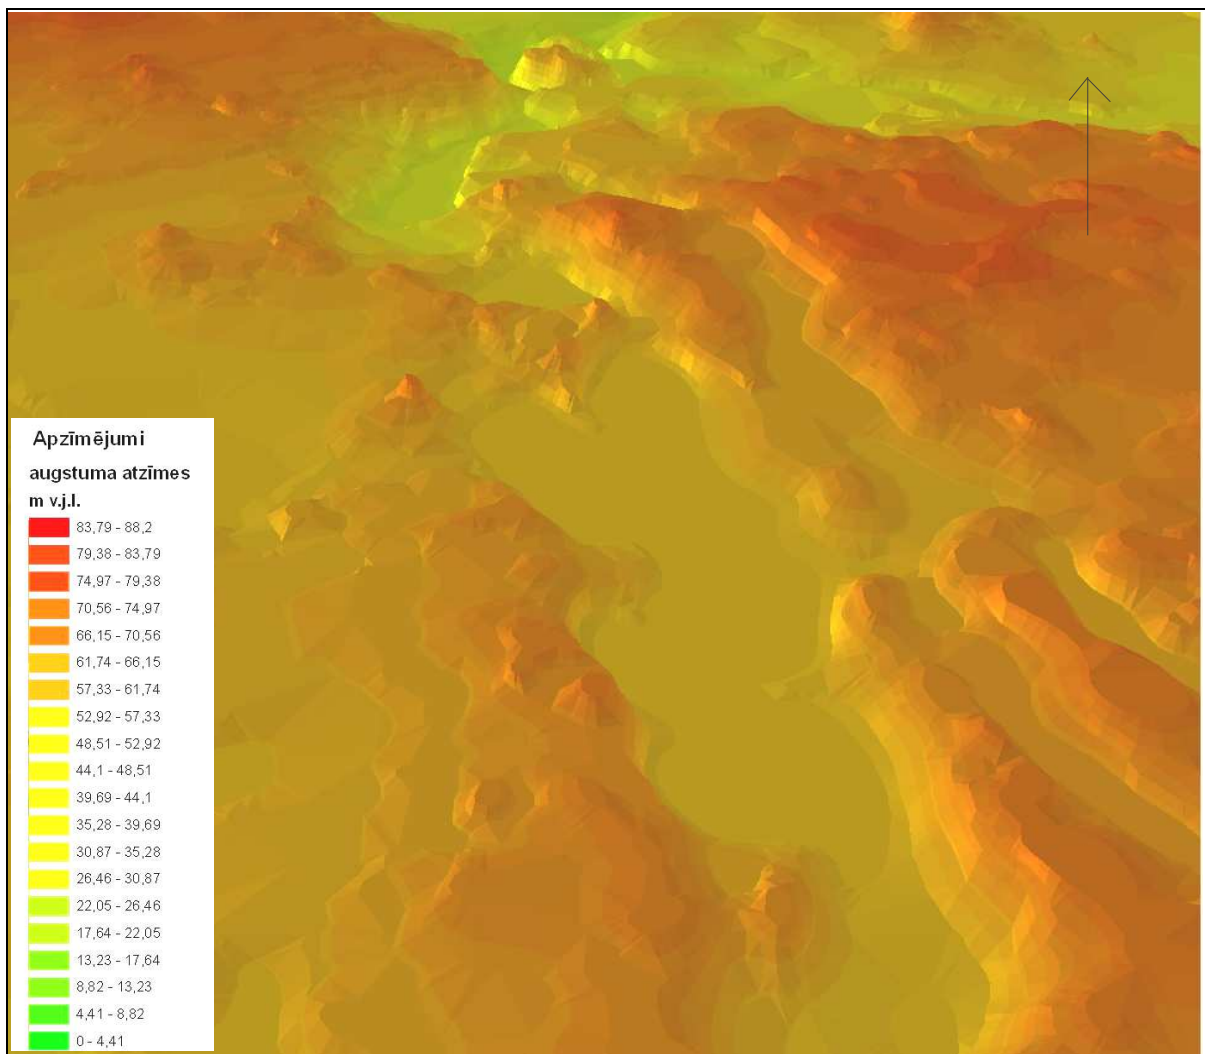 Apzīmējumi
augstuma atzīmes
m v.j.l.
83,79 - 88,2
79,38 - 83,79
74,97 - 79,38
70,56 - 74,97
66,15 - 70,56
61,74 - 66,15
57,33 - 61,74
52,92 - 57,33
48,51 - 52,92
44,1 - 48,51
39,69 - 44,1
35,28 - 39,69
30,87 - 35,28
26,46 - 30,87
22,05 - 26,46
17,64 - 22,05
13,23 - 17,64
8,82 - 13,23
4,41 - 8,82
0 - 4,41